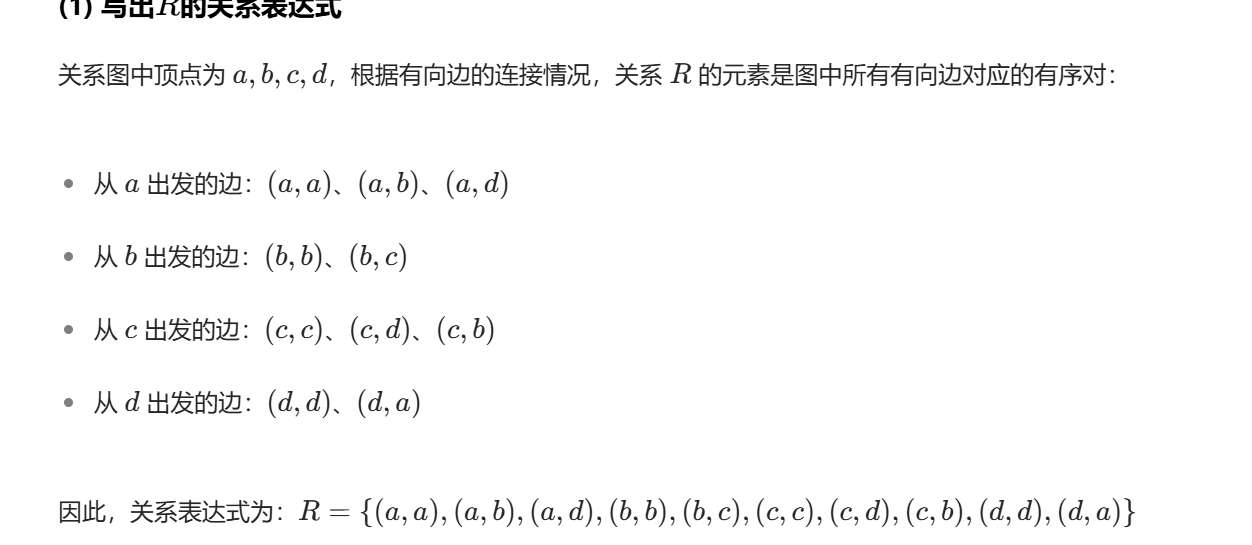 (1) 写出R的关系表达式
关系图中顶点为 a, b, c, d，根据有向边的连接情况，关系 R 的元素是图中所有有向边对应的有序对：
• 从 a 出发的边：(a, a)、(a, b)、(a, d)
• 从 b 出发的边：(b, b)、(b, c)
• 从 c 出发的边：(c, c)、(c, d)、(c, b)
• 从 d 出发的边：(d, d)、(d, a)
因此，关系表达式为：R = {(a, a), (a, b), (a, d), (b, b), (b, c), (c, c), (c, d), (c, b), (d, d), (d, a)}